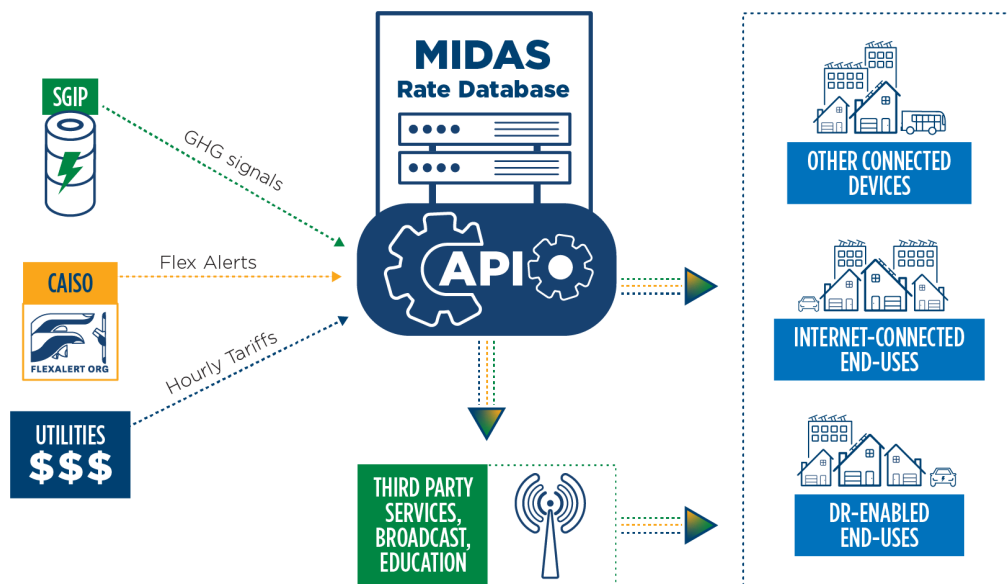 MIDAS
Rate Database
SGIP
GHG signals
CAISO
Flex Alerts
FLEXALERT ORG
Hourly Tariffs
UTILITIES
$$$
API
THIRD PARTY
SERVICES,
BROADCAST,
EDUCATION
OTHER CONNECTED
DEVICES
INTERNET-CONNECTED
END-USES
DR-ENABLED
END-USES